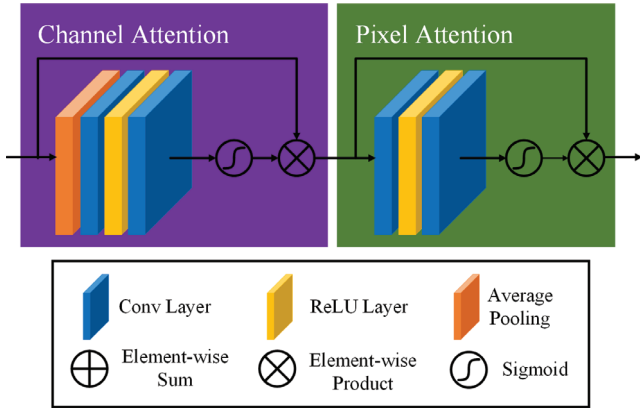 Channel Attention
Pixel Attention
Conv Layer
ReLU Layer
Average
Pooling
Element-wise
Sum
Element-wise
Product
Sigmoid